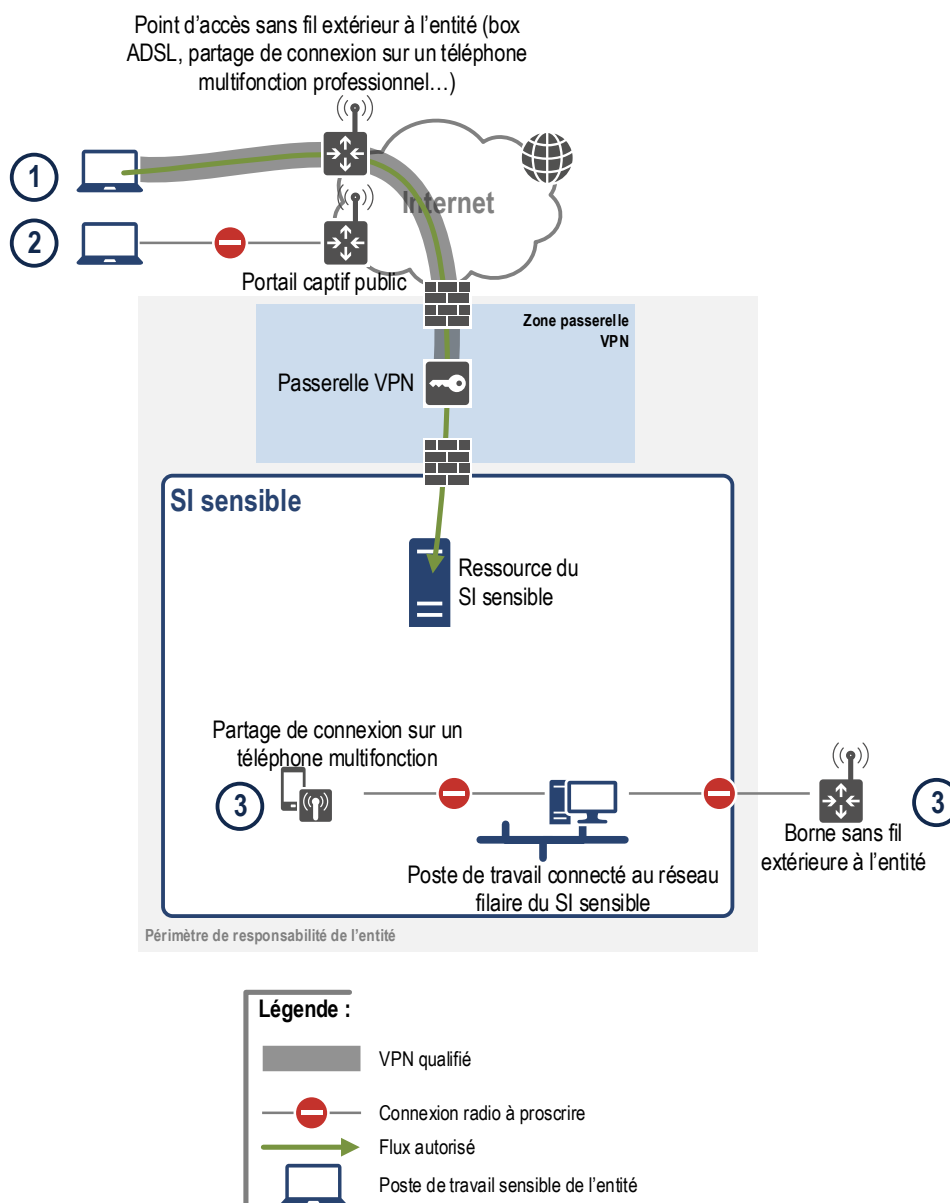 Point d’accès sans fil extérieur à l’entité (box
ADSL, partage de connexion sur un téléphone
multifonction professionnel…)
1
Internet
2
Portail captif public
Zone passerelle
VPN
Passerelle VPN
SI sensible
Ressource du
SI sensible
Partage de connexion sur un
téléphone multifonction
3
3
Borne sans fil
extérieure à l’entité
Poste de travail connecté au réseau
filaire du SI sensible
Périmètre de responsabilité de l’entité
Légende :
VPN qualifié
Connexion radio à proscrire
Flux autorisé
Poste de travail sensible de l’entité